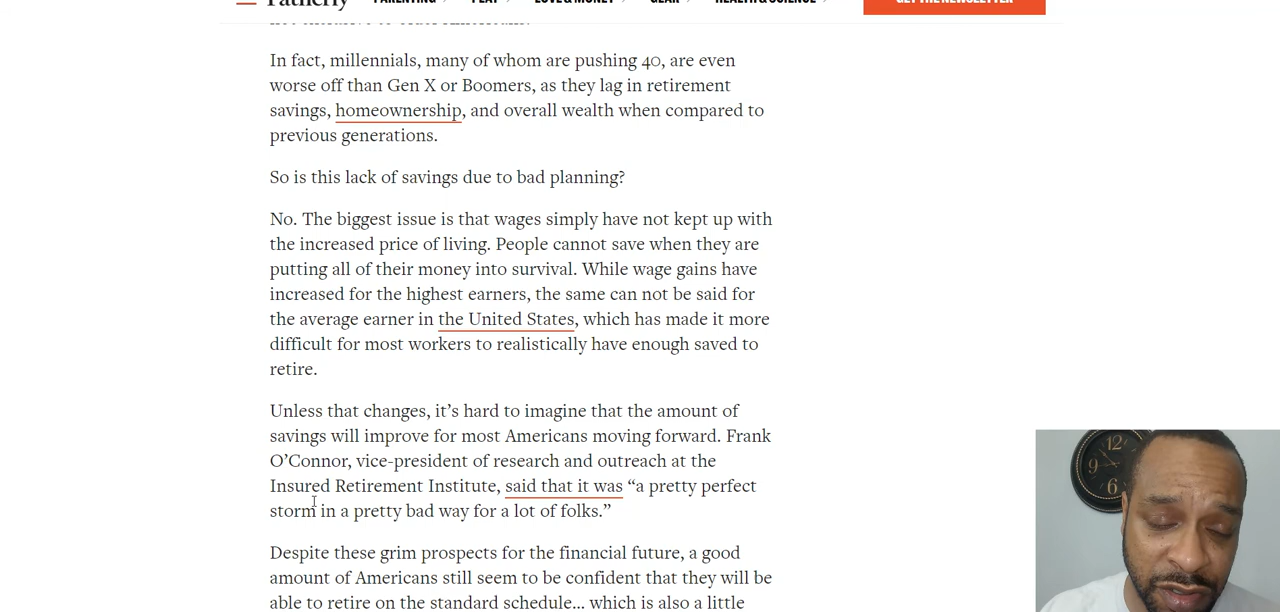 Fatherly PARENTING PLAY LOVE & MONEY GEAR HEALTH & SCIENCE GET THE NEWSLETTER
In fact, millennials, many of whom are pushing 40, are even
worse off than Gen X or Boomers, as they lag in retirement
savings, homeownership, and overall wealth when compared to
previous generations.
So is this lack of savings due to bad planning?
No. The biggest issue is that wages simply have not kept up with
the increased price of living. People cannot save when they are
putting all of their money into survival. While wage gains have
increased for the highest earners, the same can not be said for
the average earner in the United States, which has made it more
difficult for most workers to realistically have enough saved to
retire.
Unless that changes, it’s hard to imagine that the amount of
savings will improve for most Americans moving forward. Frank
O’Connor, vice-president of research and outreach at the
Insured Retirement Institute, said that it was “a pretty perfect
storm in a pretty bad way for a lot of folks.”
Despite these grim prospects for the financial future, a good
amount of Americans still seem to be confident that they will be
able to retire on the standard schedule... which is also a little
12
9
6